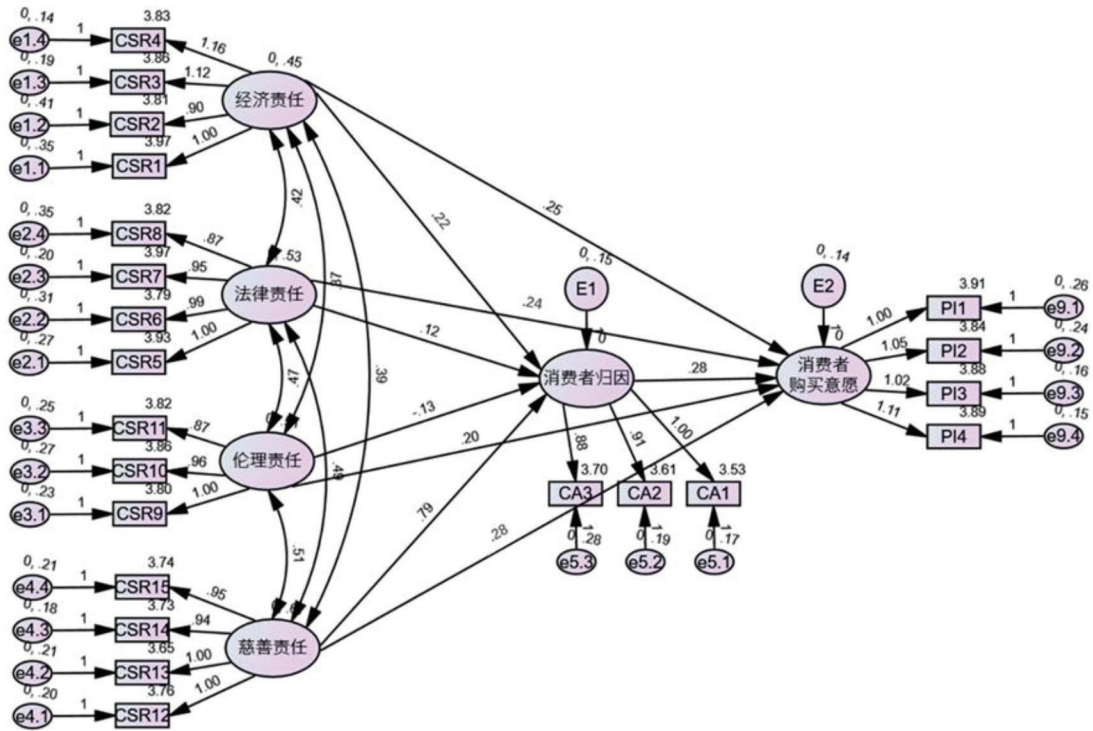 0, .14
e1.4 1 CSR4 3.83
1.16
0, .19
e1.3 1 CSR3 3.86
1.12
0, .41
e1.2 1 CSR2 3.81
.90
0, .35
e1.1 1 CSR1 3.97
1.00
0, .45
经济责任
0, .35
e2.4 1 CSR8 3.82
.87
0, .20
e2.3 1 CSR7 3.97
.95
0, .31
e2.2 1 CSR6 3.79
.99
0, .27
e2.1 1 CSR5 3.93
1.00
.53
法律责任
0, .25
e3.3 1 CSR11 3.82
.87
0, .27
e3.2 1 CSR10 3.86
.96
0, .23
e3.1 1 CSR9 3.80
1.00
伦理责任
0, .21
e4.4 1 CSR15 3.74
.95
0, .18
e4.3 1 CSR14 3.73
.94
0, .21
e4.2 1 CSR13 3.65
1.00
0, .20
e4.1 1 CSR12 3.76
1.00
慈善责任
.42
.47
.39
.49
.51
.22
.25
.12
.24
-.13
.20
.79
.28
0, .15
E1
0
消费者归因
.28
.88
.91
1.00
3.70
CA3
3.61
CA2
3.53
CA1
1
0, .28
e5.3
1
0, .19
e5.2
1
0, .17
e5.1
0, .14
E2
0
消费者
购买意愿
1.00
3.91
PI1 1 e9.1
0, .26
1.05
3.84
PI2 1 e9.2
0, .24
1.02
3.88
PI3 1 e9.3
0, .16
1.11
3.89
PI4 1 e9.4
0, .15